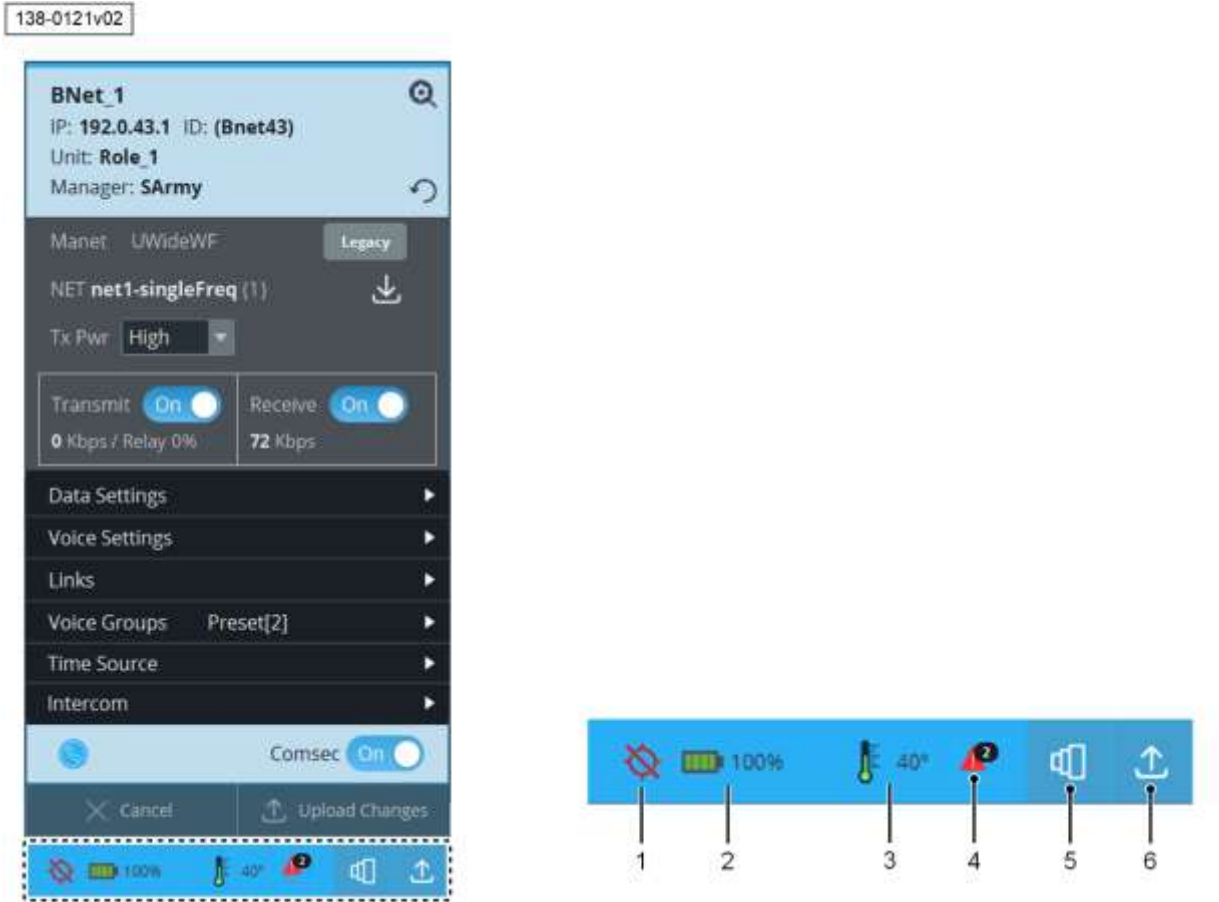 138-0121v02
BNet_1
IP: 192.0.43.1 ID: (Bnet43)
Unit: Role_1
Manager: SArmy
Manet UWideWF Legacy
NET net1-singleFreq (1)
Tx Pwr High
Transmit On Receive On
0 Kbps / Relay 0% 72 Kbps
Data Settings
Voice Settings
Links
Voice Groups Preset[2]
Time Source
Intercom
Comsec On
Cancel Upload Changes
100% 40° 2
100% 40° 2
1 2 3 4 5 6